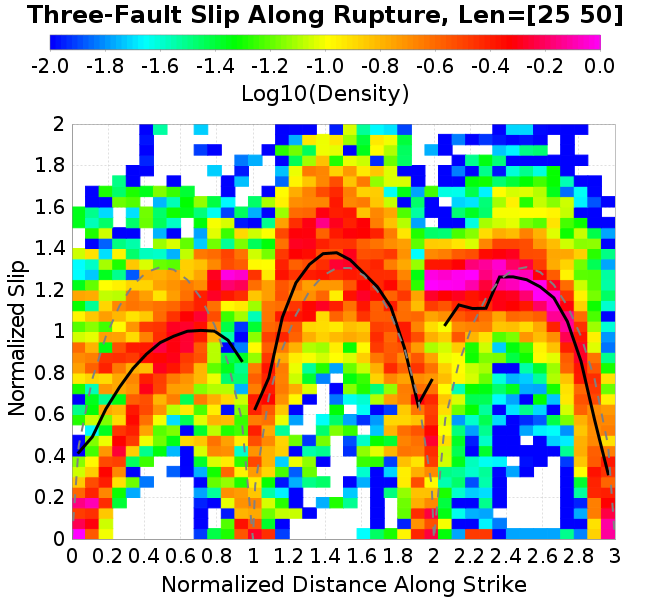 Three-Fault Slip Along Rupture, Len=[25 50]
-2.0 -1.8 -1.6 -1.4 -1.2 -1.0 -0.8 -0.6 -0.4 -0.2 0.0
Log10(Density)
Normalized Slip
2
1.8
1.6
1.4
1.2
1
0.8
0.6
0.4
0.2
0
0 0.2 0.4 0.6 0.8 1 1.2 1.4 1.6 1.8 2 2.2 2.4 2.6 2.8 3
Normalized Distance Along Strike